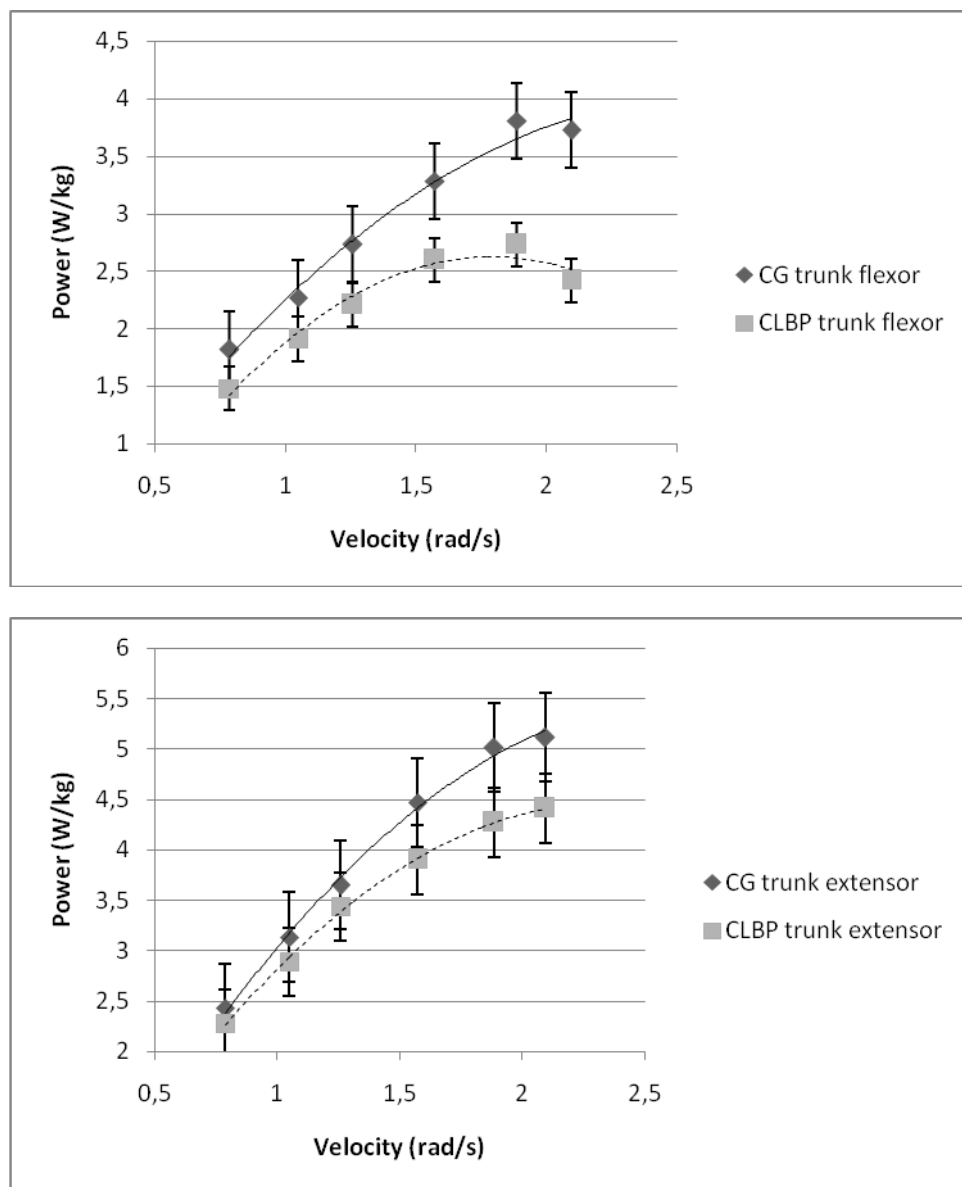 4,5
4
3,5
3
2,5
2
1,5
1
Power (W/kg)
0,5 1 1,5 2 2,5
Velocity (rad/s)
CG trunk flexor
CLBP trunk flexor
6
5,5
5
4,5
4
3,5
3
2,5
2
Power (W/kg)
0,5 1 1,5 2 2,5
Velocity (rad/s)
CG trunk extensor
CLBP trunk extensor